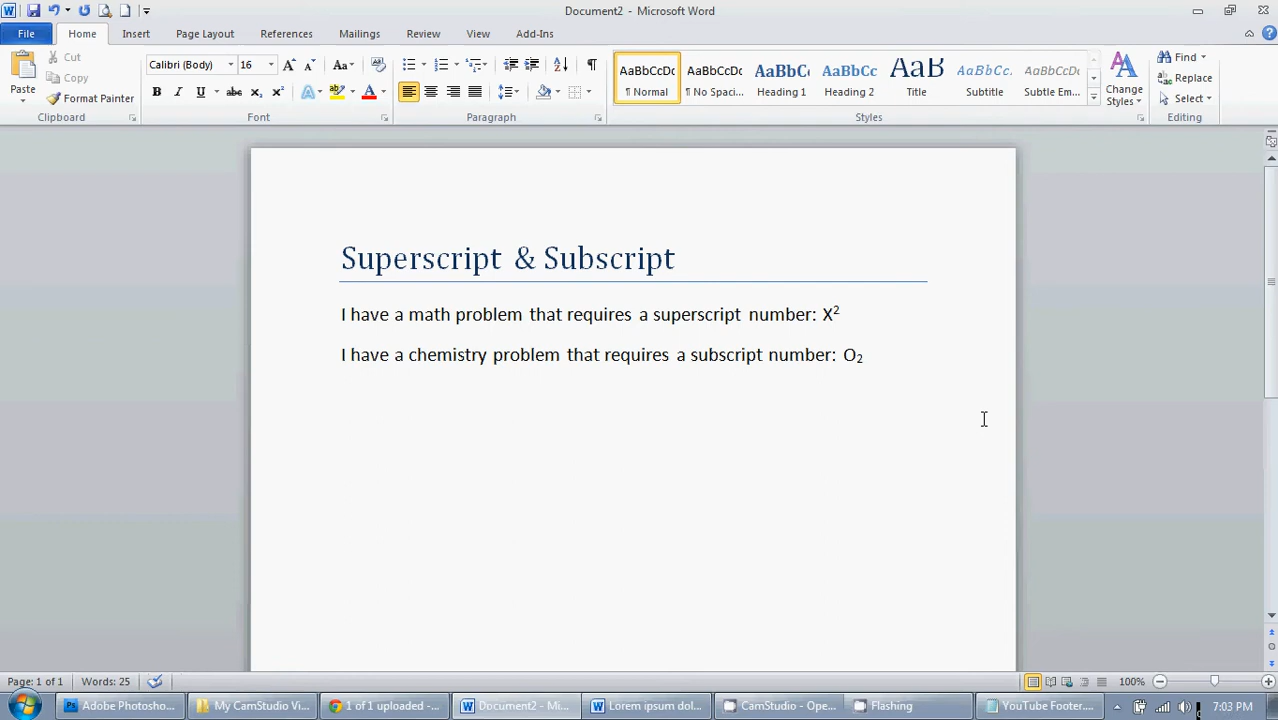 Document2 - Microsoft Word
File Home Insert Page Layout References Mailings Review View Add-Ins
Paste Cut Copy Format Painter Clipboard
Calibri (Body) 16 Aa B I U abc x₂ x² A A Font
Paragraph
AaBbCcDc ¶ Normal
AaBbCcDc ¶ No Spaci...
AaBbCc Heading 1
AaBbCc Heading 2
AaB Title
AaBbCc. Subtitle
AaBbCcDc Subtle Em...
Change Styles Styles
Find Replace Select Editing
Superscript & Subscript
I have a math problem that requires a superscript number: X²
I have a chemistry problem that requires a subscript number: O₂
Page: 1 of 1 Words: 25 100%
Adobe Photosho... My CamStudio Vi... 1 of 1 uploaded -... Document2 - Mi... Lorem ipsum dol... CamStudio - Ope... Flashing YouTube Footer... 7:03 PM